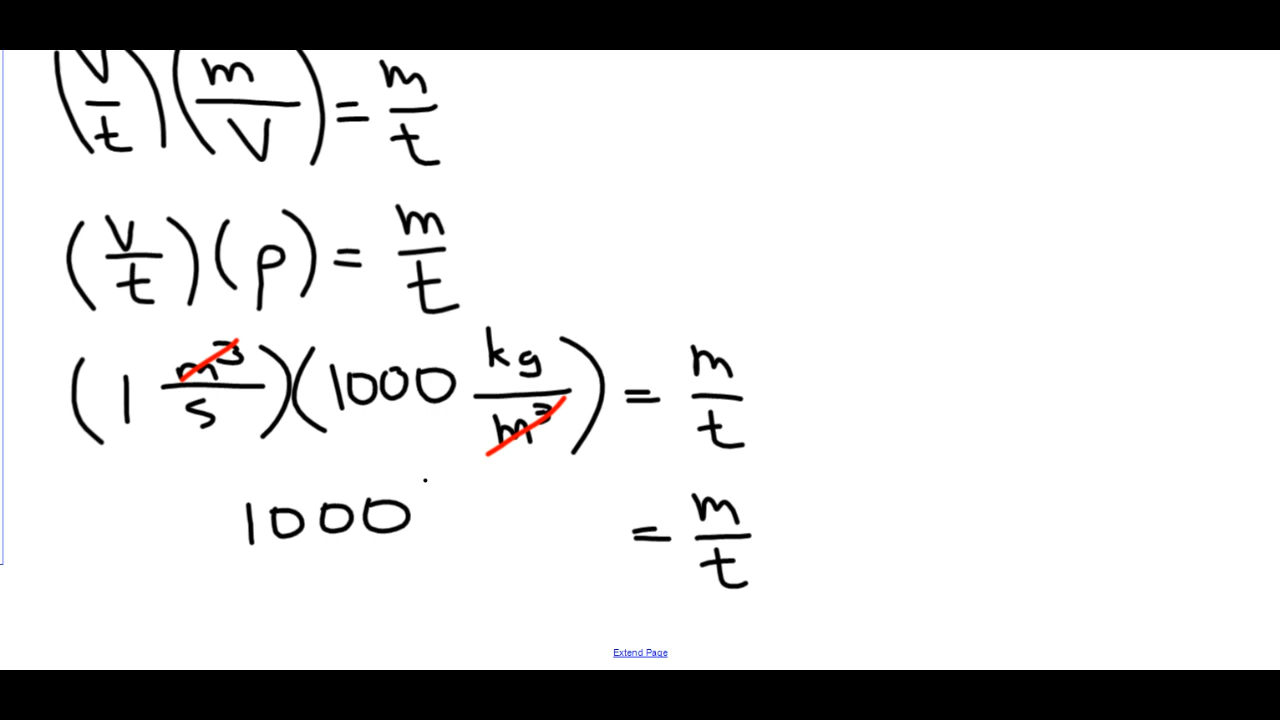 (V/t)(m/V) = m/t
(V/t)(ρ) = m/t
(1 m³/s)(1000 kg/m³) = m/t
1000 = m/t
Extend Page